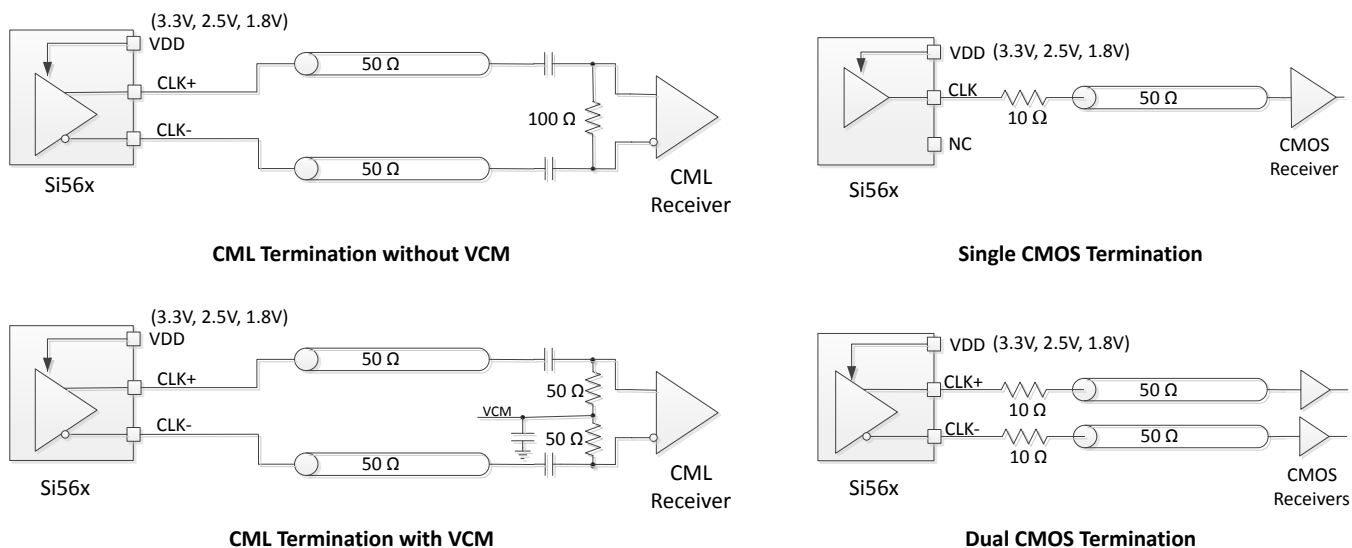 (3.3V, 2.5V, 1.8V)
VDD
CLK+
CLK-
50 Ω
50 Ω
100 Ω
Si56x
CML
Receiver
CML Termination without VCM
VDD (3.3V, 2.5V, 1.8V)
CLK
10 Ω
50 Ω
NC
Si56x
CMOS
Receiver
Single CMOS Termination
(3.3V, 2.5V, 1.8V)
VDD
CLK+
CLK-
50 Ω
50 Ω
50 Ω
VCM
50 Ω
Si56x
CML
Receiver
CML Termination with VCM
VDD (3.3V, 2.5V, 1.8V)
CLK+
10 Ω
50 Ω
CLK-
10 Ω
50 Ω
Si56x
CMOS
Receivers
Dual CMOS Termination